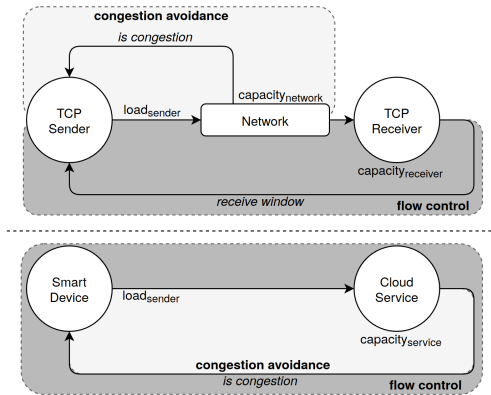 congestion avoidance
is congestion
TCP
Sender
load_sender
capacity_network
Network
TCP
Receiver
capacity_receiver
receive window
flow control
Smart
Device
load_sender
Cloud
Service
capacity_service
congestion avoidance
is congestion
flow control